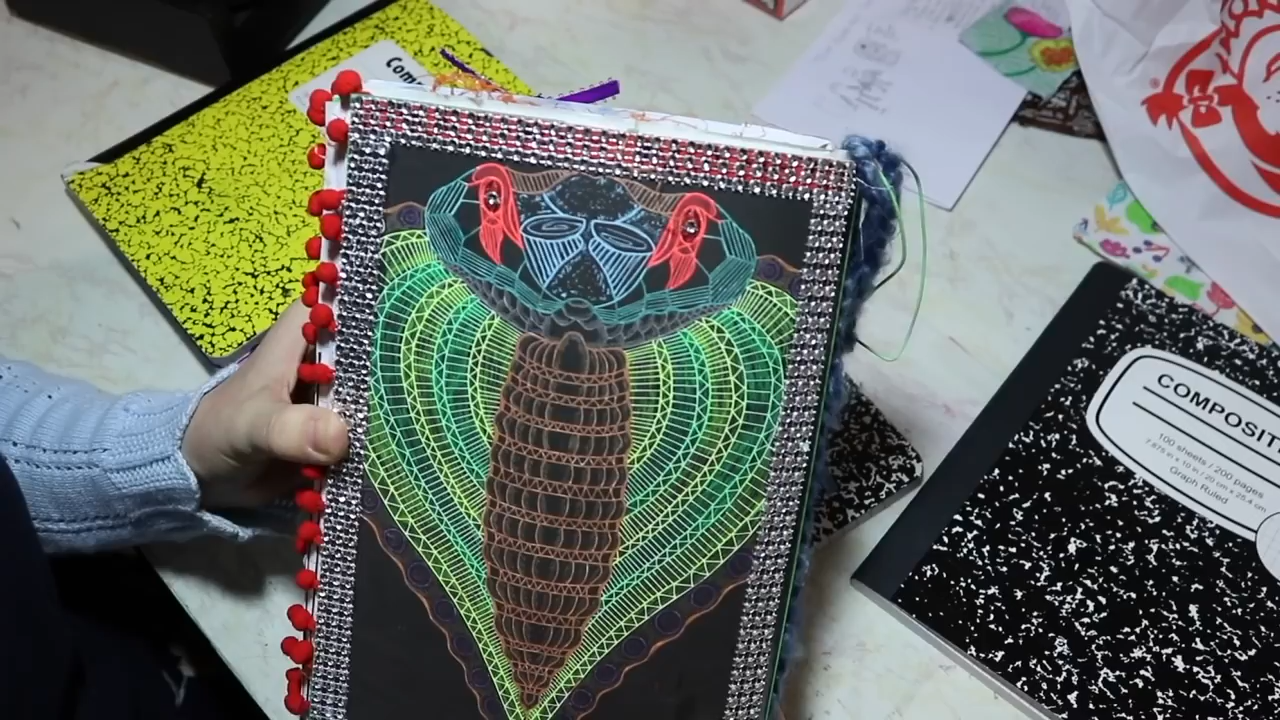 Com
COMPOSIT
100 sheets / 200 pages
7.875 in x 10 in / 20 cm x 25.4 cm
Graph Ruled